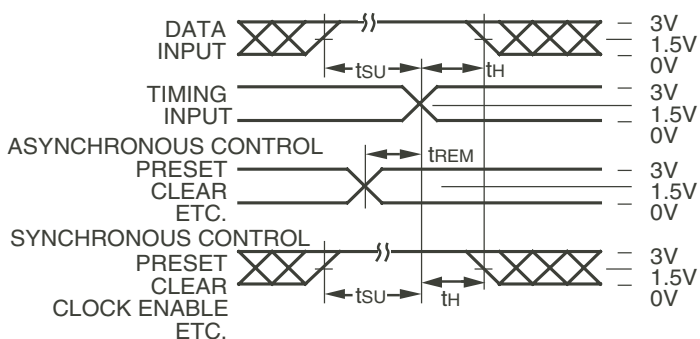 DATA
INPUT
3V
1.5V
0V
tSU
tH
TIMING
INPUT
3V
1.5V
0V
ASYNCHRONOUS CONTROL
tREM
PRESET
CLEAR
ETC.
3V
1.5V
0V
SYNCHRONOUS CONTROL
PRESET
CLEAR
CLOCK ENABLE
ETC.
3V
1.5V
0V
tSU
tH